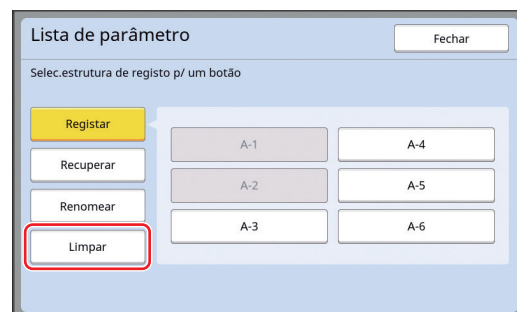 Lista de parâmetro
Fechar
Selec.estrutura de registo p/ um botão
Registar
Recuperar
Renomear
Limpar
A-1
A-4
A-2
A-5
A-3
A-6